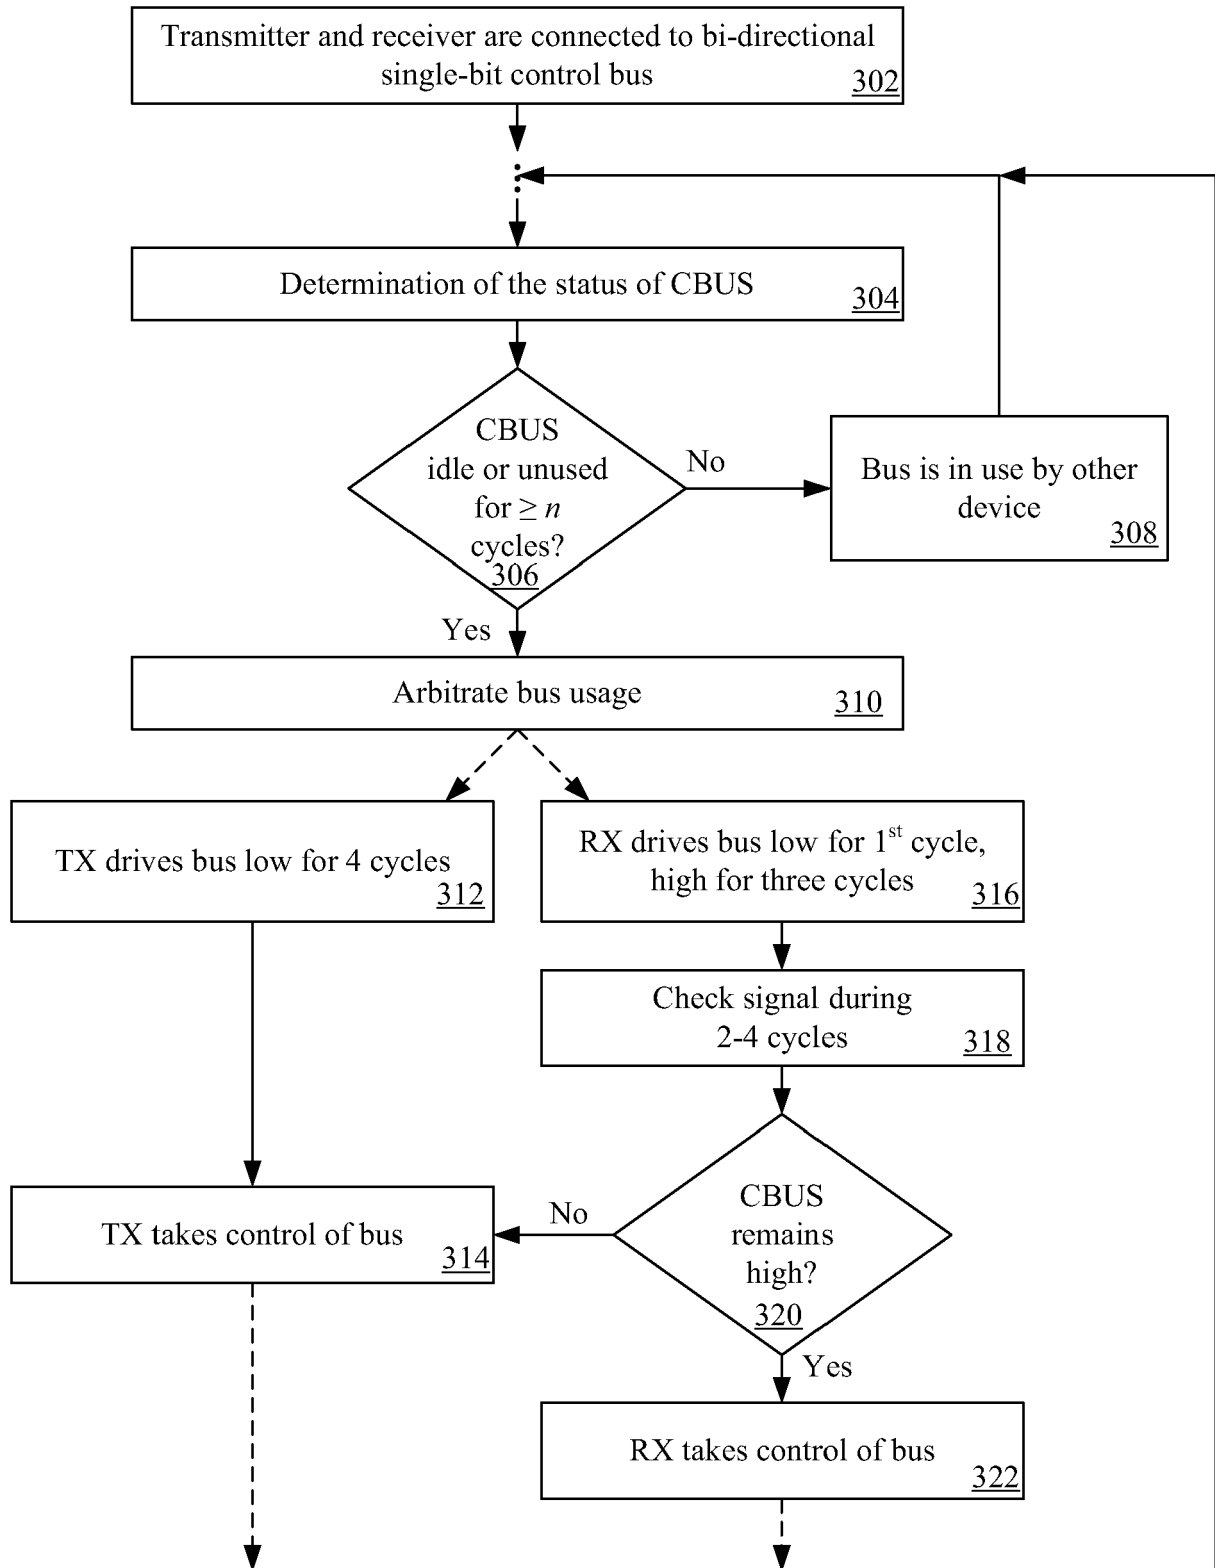 Transmitter and receiver are connected to bi-directional
single-bit control bus
302
Determination of the status of CBUS
304
CBUS
idle or unused
for ≥ n
cycles?
306
No
Bus is in use by other
device
308
Yes
Arbitrate bus usage
310
TX drives bus low for 4 cycles
312
RX drives bus low for 1st cycle,
high for three cycles
316
Check signal during
2-4 cycles
318
TX takes control of bus
314
No
CBUS
remains
high?
320
Yes
RX takes control of bus
322